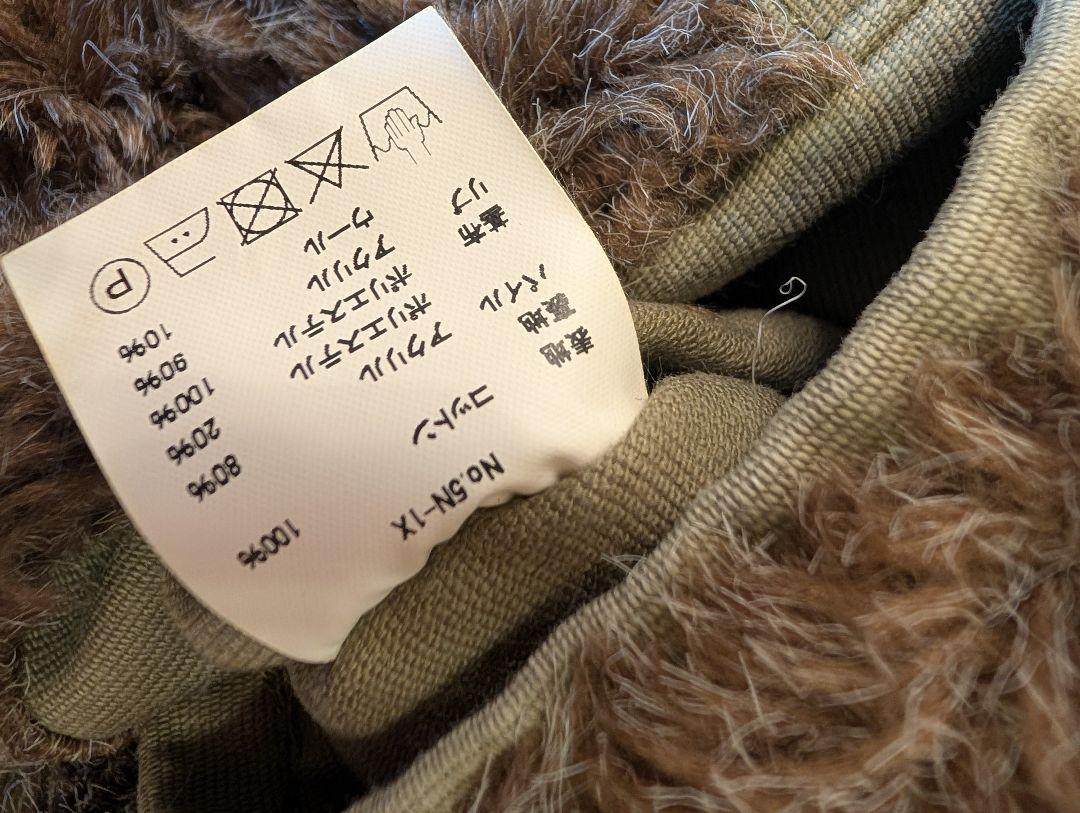 No.5N-1X
表地 コットン 100%
裏地
パイル アクリル 80%
ポリエステル 20%
基布 ポリエステル 100%
リブ アクリル 90%
ウール 10%
P